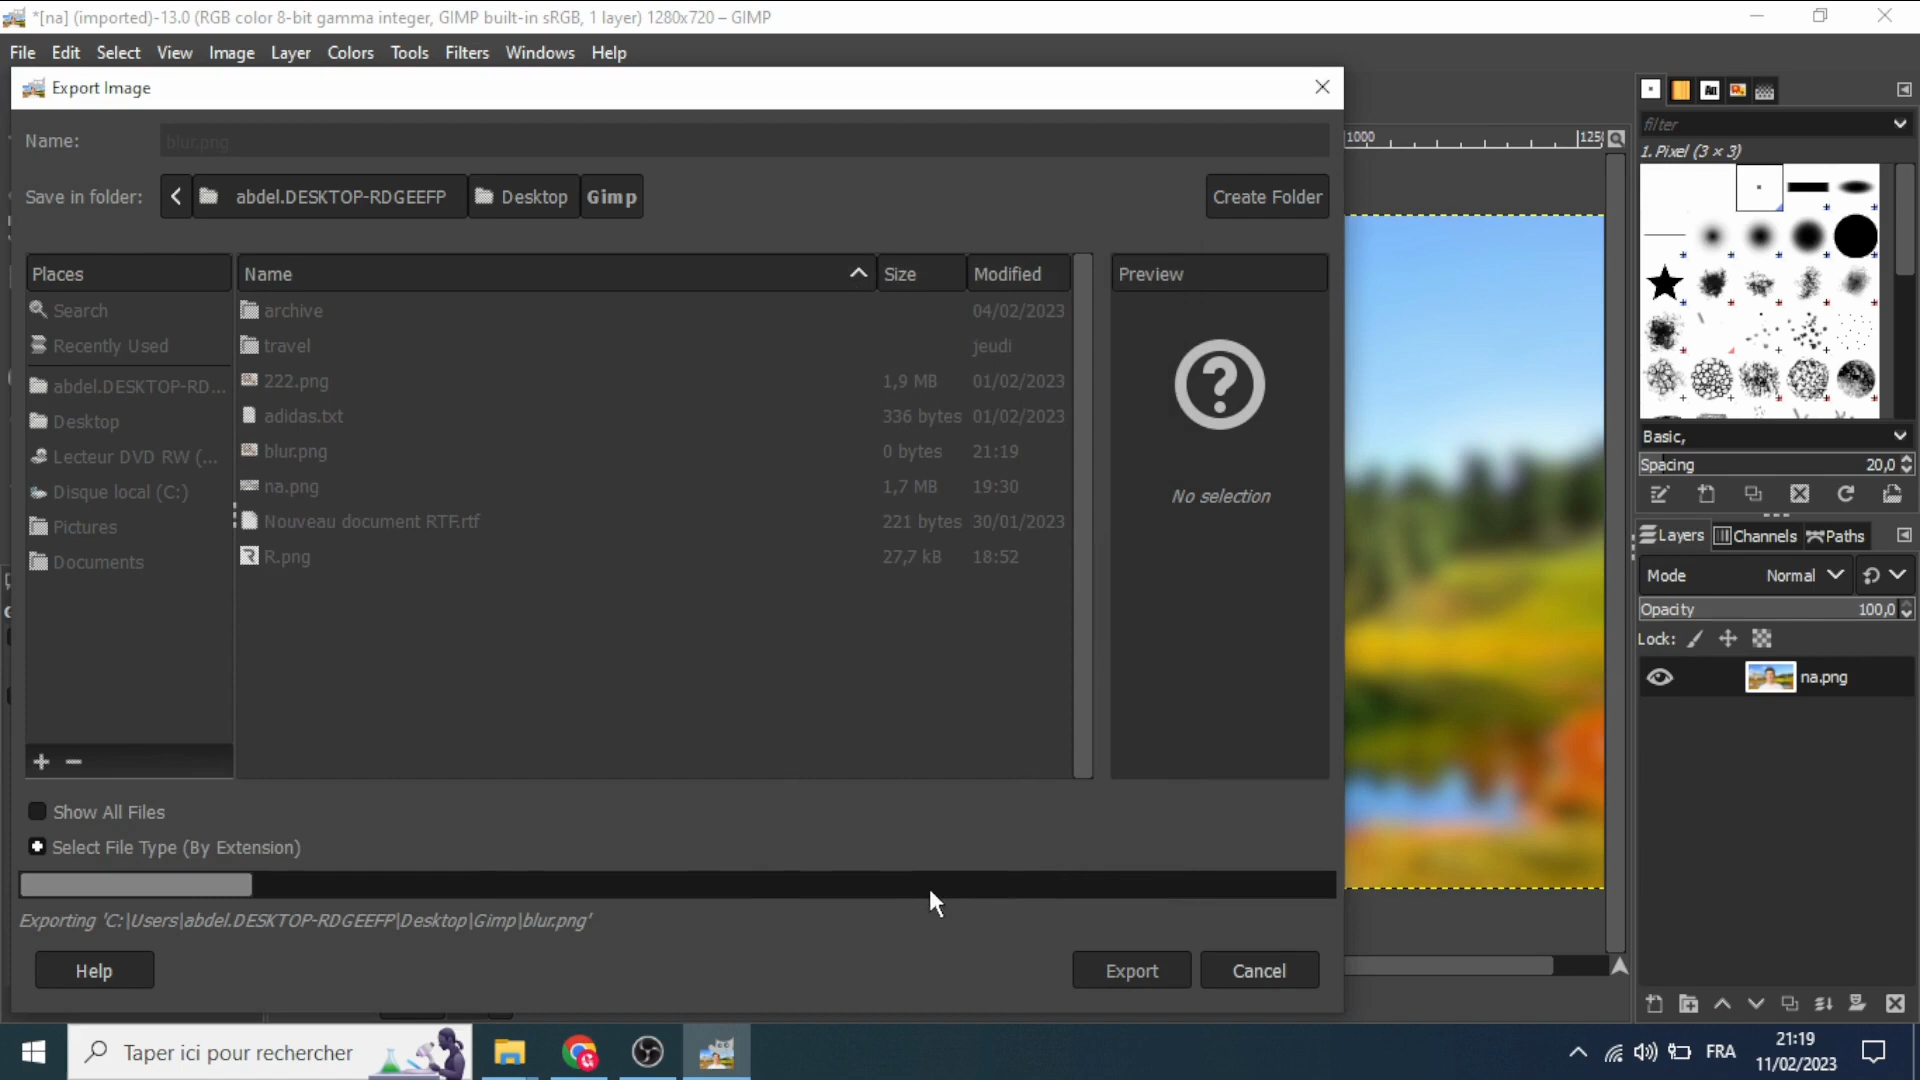 *[na] (imported)-13.0 (RGB color 8-bit gamma integer, GIMP built-in sRGB, 1 layer) 1280x720 – GIMP
File Edit Select View Image Layer Colors Tools Filters Windows Help
Export Image
Name: blur.png
Save in folder: abdel.DESKTOP-RDGEEFP Desktop Gimp Create Folder
Places Name Size Modified Preview
Search
Recently Used
abdel.DESKTOP-RD...
Desktop
Lecteur DVD RW (...
Disque local (C:)
Pictures
Documents
archive 04/02/2023
travel jeudi
222.png 1,9 MB 01/02/2023
adidas.txt 336 bytes 01/02/2023
blur.png 0 bytes 21:19
na.png 1,7 MB 19:30
Nouveau document RTF.rtf 221 bytes 30/01/2023
R.png 27,7 kB 18:52
No selection
Show All Files
Select File Type (By Extension)
Exporting 'C:\Users\abdel.DESKTOP-RDGEEFP\Desktop\Gimp\blur.png'
Help Export Cancel
1000
filter
1. Pixel (3 × 3)
Basic,
Spacing 20,0
Layers Channels Paths
Mode Normal
Opacity 100,0
Lock:
na.png
Taper ici pour rechercher
FRA
21:19
11/02/2023